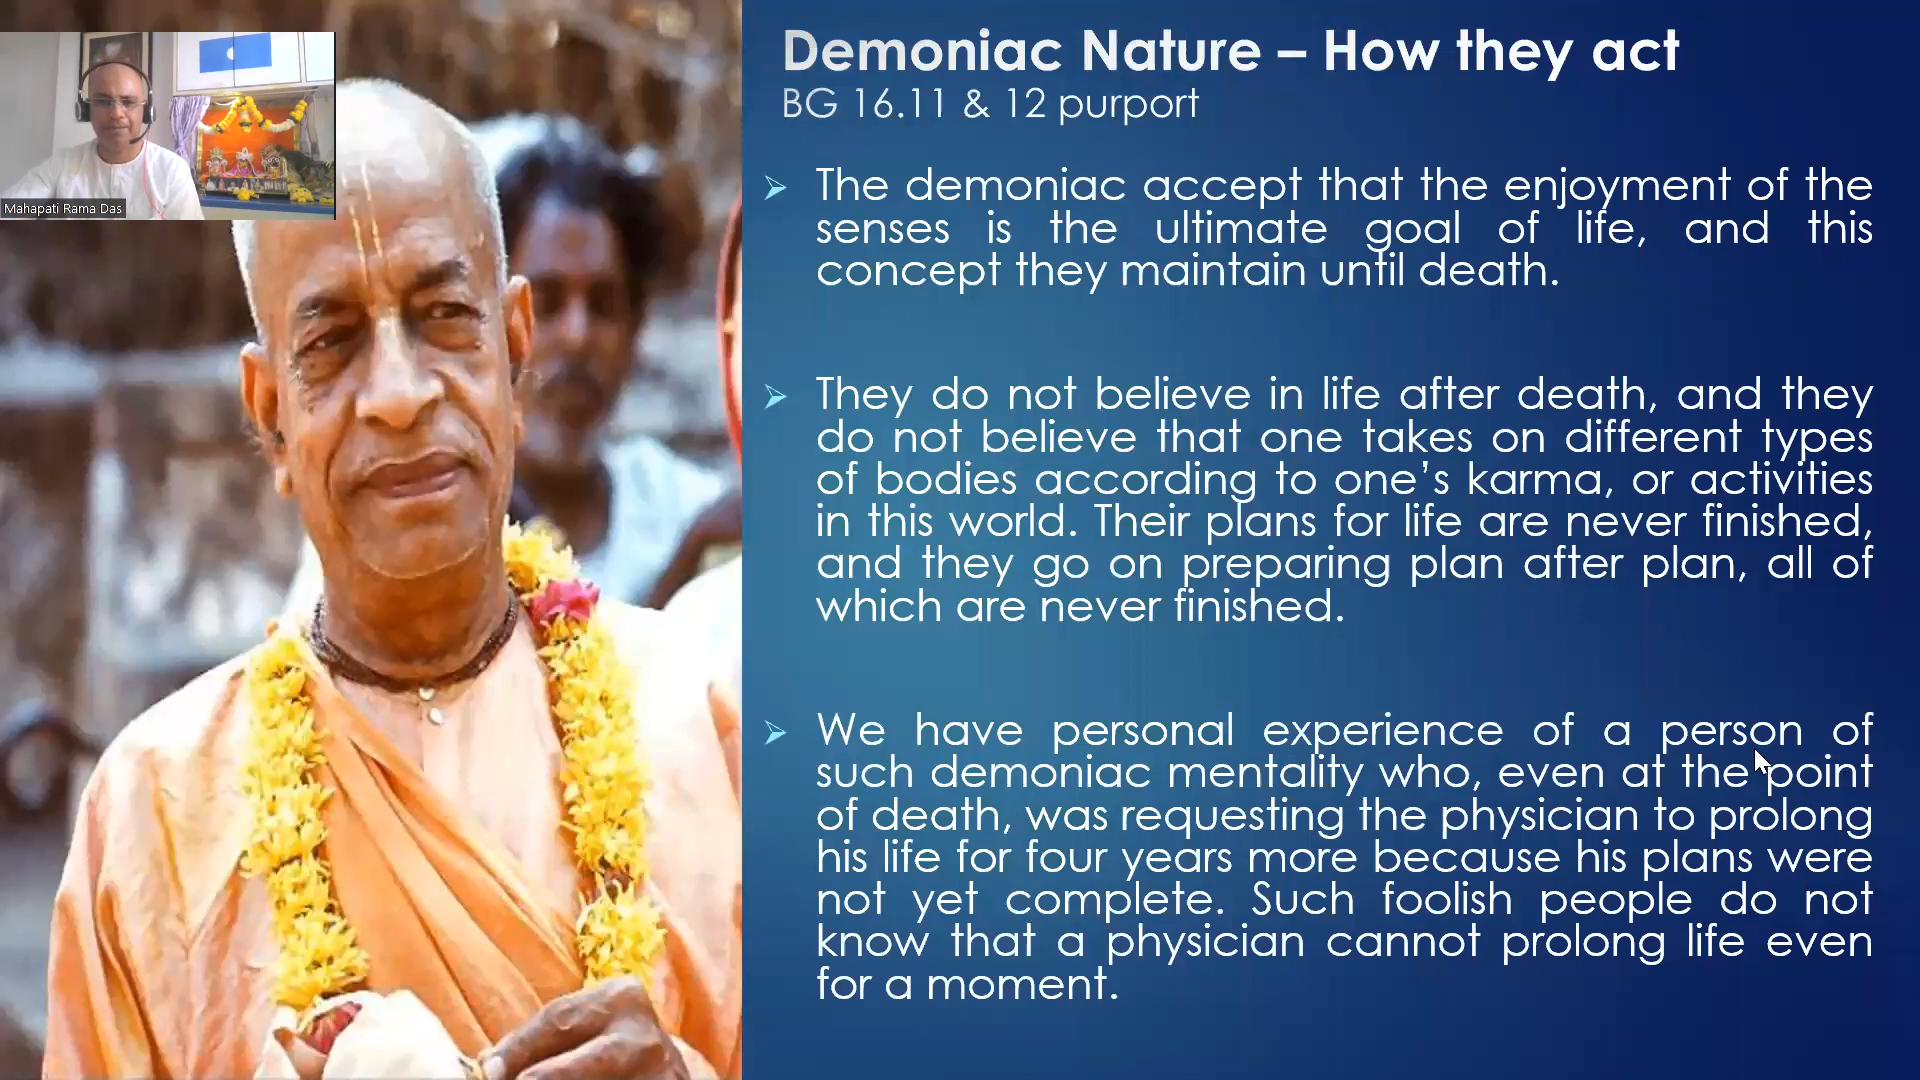 Demoniac Nature – How they act
BG 16.11 & 12 purport
Mahapati Rama Das
The demoniac accept that the enjoyment of the
senses is the ultimate goal of life, and this
concept they maintain until death.
They do not believe in life after death, and they
do not believe that one takes on different types
of bodies according to one’s karma, or activities
in this world. Their plans for life are never finished,
and they go on preparing plan after plan, all of
which are never finished.
We have personal experience of a person of
such demoniac mentality who, even at the point
of death, was requesting the physician to prolong
his life for four years more because his plans were
not yet complete. Such foolish people do not
know that a physician cannot prolong life even
for a moment.